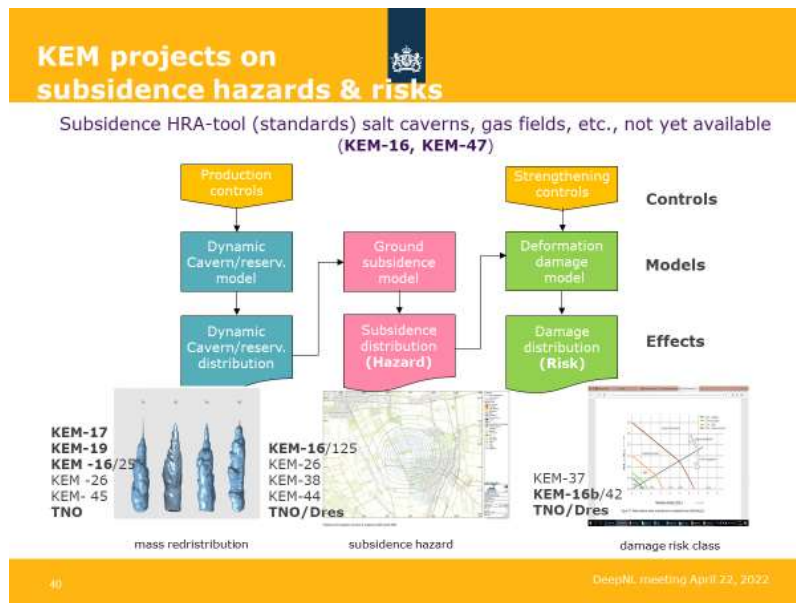 KEM projects on
subsidence hazards & risks
Subsidence HRA-tool (standards) salt caverns, gas fields, etc., not yet available
(KEM-16, KEM-47)
Production
controls
Strengthening
controls
Controls
Dynamic
Cavern/reserv.
model
Ground
subsidence
model
Deformation
damage
model
Models
Dynamic
Cavern/reserv.
distribution
Subsidence
distribution
(Hazard)
Damage
distribution
(Risk)
Effects
KEM-17
KEM-19
KEM -16/25
KEM -26
KEM- 45
TNO
KEM-16/125
KEM-26
KEM-38
KEM-44
TNO/Dres
KEM-37
KEM-16b/42
TNO/Dres
mass redristribution
subsidence hazard
damage risk class
40
DeepNL meeting April 22, 2022